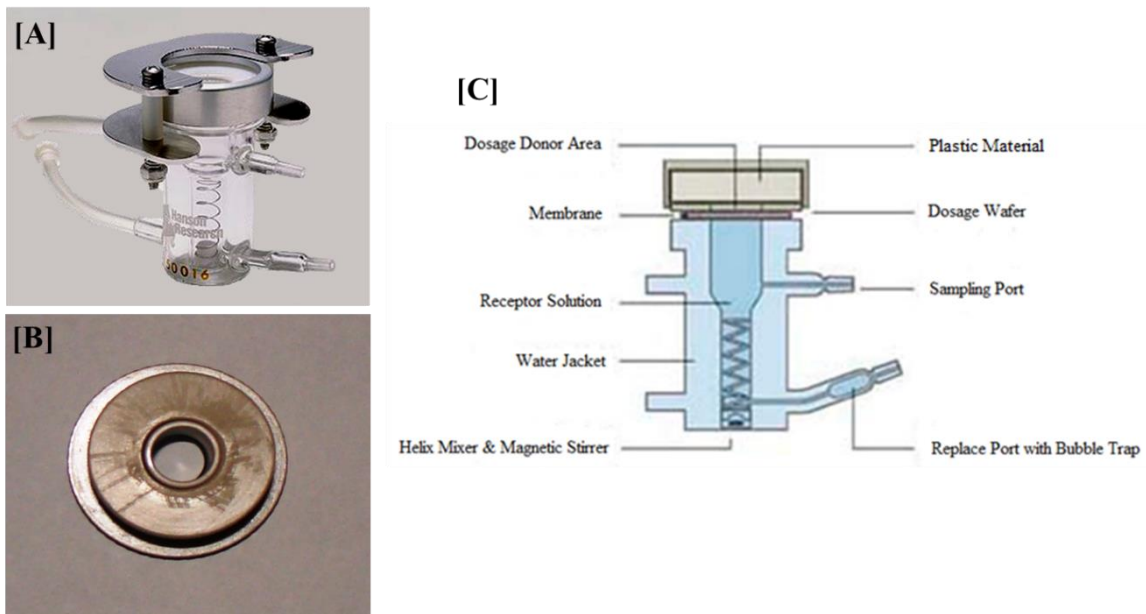 [A]
Hanson
Research
50016
[B]
[C]
Dosage Donor Area
Plastic Material
Membrane
Dosage Wafer
Receptor Solution
Sampling Port
Water Jacket
Helix Mixer & Magnetic Stirrer
Replace Port with Bubble Trap